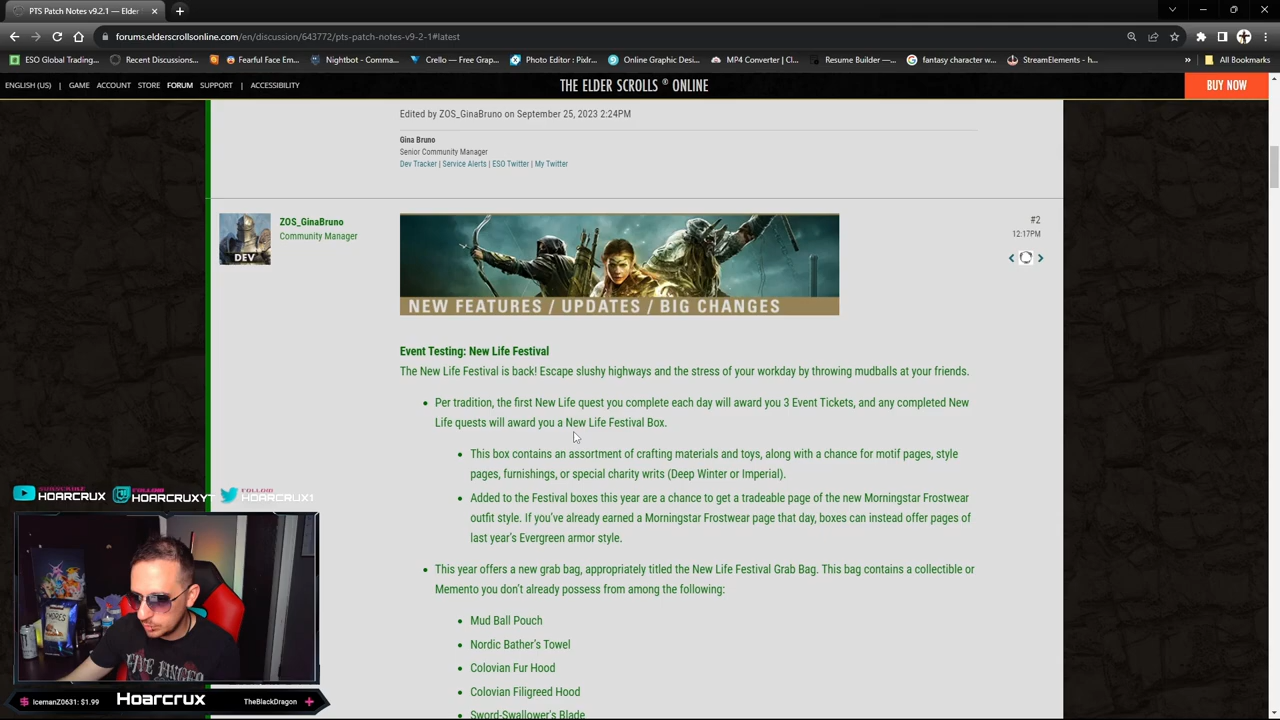 PTS Patch Notes v9.2.1 — Elder
forums.elderscrollsonline.com/en/discussion/643772/pts-patch-notes-v9-2-1#latest
ESO Global Trading... Recent Discussions... Fearful Face Em... Nightbot - Comma... Crello — Free Grap... Photo Editor : Pixlr... Online Graphic Desi... MP4 Converter | Cl... Resume Builder —... fantasy character w... StreamElements - h... » All Bookmarks
ENGLISH (US) | GAME ACCOUNT STORE FORUM SUPPORT | ACCESSIBILITY
THE ELDER SCROLLS ® ONLINE
BUY NOW
Edited by ZOS_GinaBruno on September 25, 2023 2:24PM
Gina Bruno
Senior Community Manager
Dev Tracker | Service Alerts | ESO Twitter | My Twitter
ZOS_GinaBruno
Community Manager
DEV
#2
12:17PM
NEW FEATURES / UPDATES / BIG CHANGES
Event Testing: New Life Festival
The New Life Festival is back! Escape slushy highways and the stress of your workday by throwing mudballs at your friends.
Per tradition, the first New Life quest you complete each day will award you 3 Event Tickets, and any completed New
Life quests will award you a New Life Festival Box.
This box contains an assortment of crafting materials and toys, along with a chance for motif pages, style
pages, furnishings, or special charity writs (Deep Winter or Imperial).
Added to the Festival boxes this year are a chance to get a tradeable page of the new Morningstar Frostwear
outfit style. If you've already earned a Morningstar Frostwear page that day, boxes can instead offer pages of
last year's Evergreen armor style.
This year offers a new grab bag, appropriately titled the New Life Festival Grab Bag. This bag contains a collectible or
Memento you don't already possess from among the following:
Mud Ball Pouch
Nordic Bather's Towel
Colovian Fur Hood
Colovian Filigreed Hood
Sword-Swallower's Blade
SUBSCRIBE
HOARCRUX
FOLLOW
HOARCRUXYT
FOLLOW
HOARCRUX1
IcemanZ0631: $1.99
Hoarcrux
TheBlackDragon